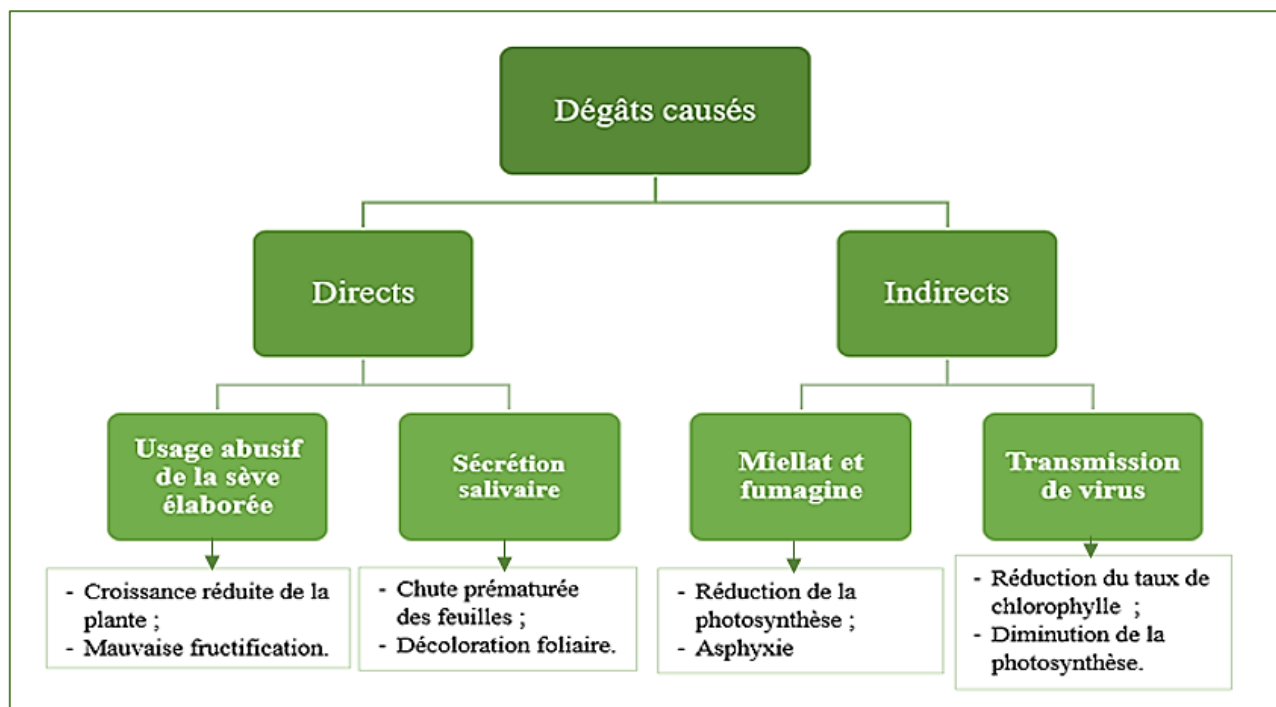 Dégâts causés
Directs
Indirects
Usage abusif
de la sève
élaborée
Sécrétion
salivaire
Miellat et
fumagine
Transmission
de virus
- Croissance réduite de la
plante ;
- Mauvaise fructification.
- Chute prématurée
des feuilles ;
- Décoloration foliaire.
- Réduction de la
photosynthèse ;
- Asphyxie
- Réduction du taux de
chlorophylle ;
- Diminution de la
photosynthèse.